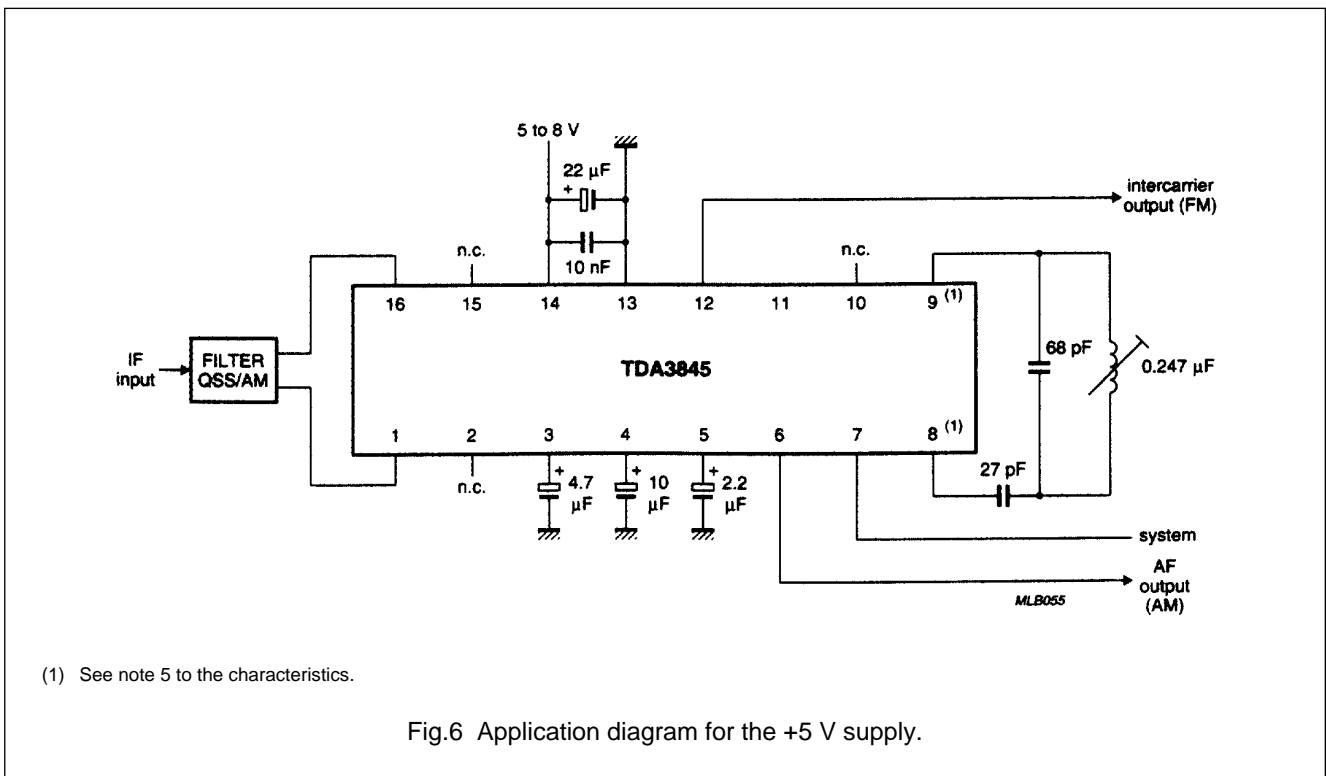 5 to 8 V
22 µF
+
10 nF
intercarrier
output (FM)
n.c.
n.c.
16
15
14
13
12
11
10
9 (1)
IF
input
FILTER
QSS/AM
TDA3845
68 pF
0.247 µF
1
2
3
4
5
6
7
8 (1)
n.c.
+
4.7
µF
+
10
µF
+
2.2
µF
27 pF
system
AF
output
(AM)
MLB055
(1) See note 5 to the characteristics.
Fig.6 Application diagram for the +5 V supply.